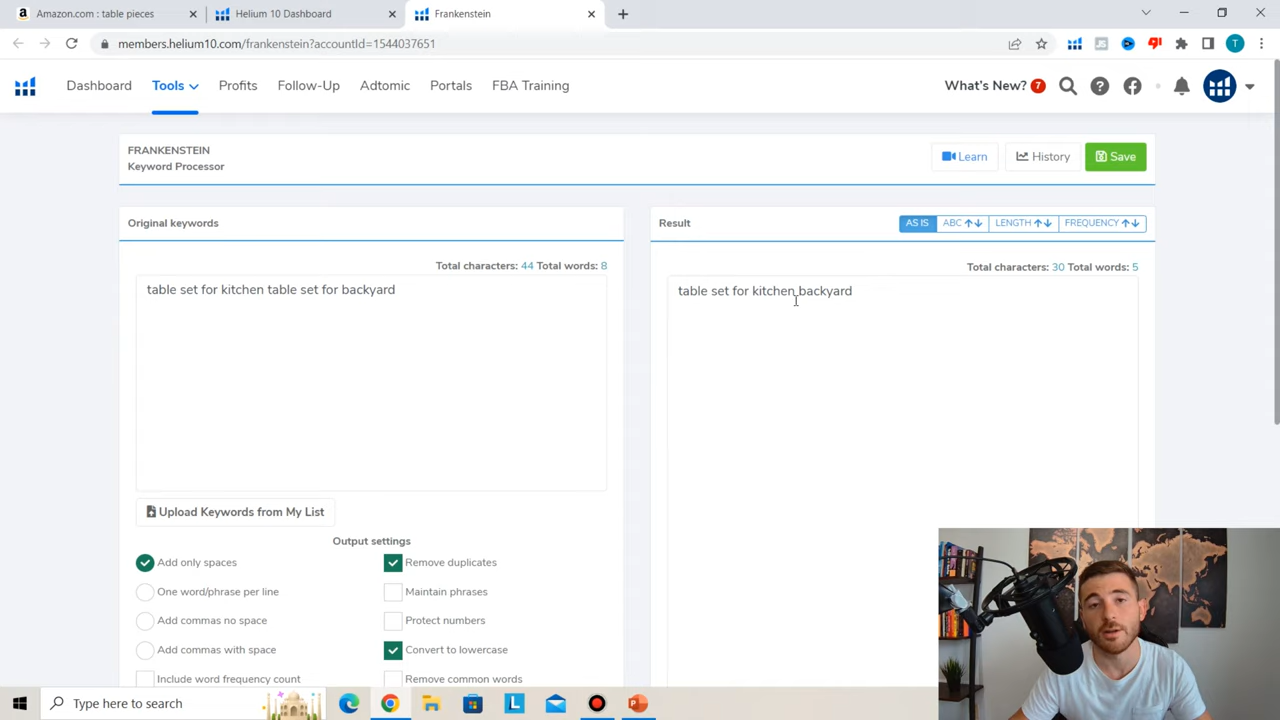 Amazon.com : table pieces
Helium 10 Dashboard
Frankenstein
members.helium10.com/frankenstein?accountId=1544037651
Dashboard
Tools
Profits
Follow-Up
Adtomic
Portals
FBA Training
What's New? 7
FRANKENSTEIN
Keyword Processor
Learn
History
Save
Original keywords
Total characters: 44 Total words: 8
table set for kitchen table set for backyard
Upload Keywords from My List
Output settings
Add only spaces
Remove duplicates
One word/phrase per line
Maintain phrases
Add commas no space
Protect numbers
Add commas with space
Convert to lowercase
Include word frequency count
Remove common words
Result
AS IS
ABC
LENGTH
FREQUENCY
Total characters: 30 Total words: 5
table set for kitchen backyard
Type here to search